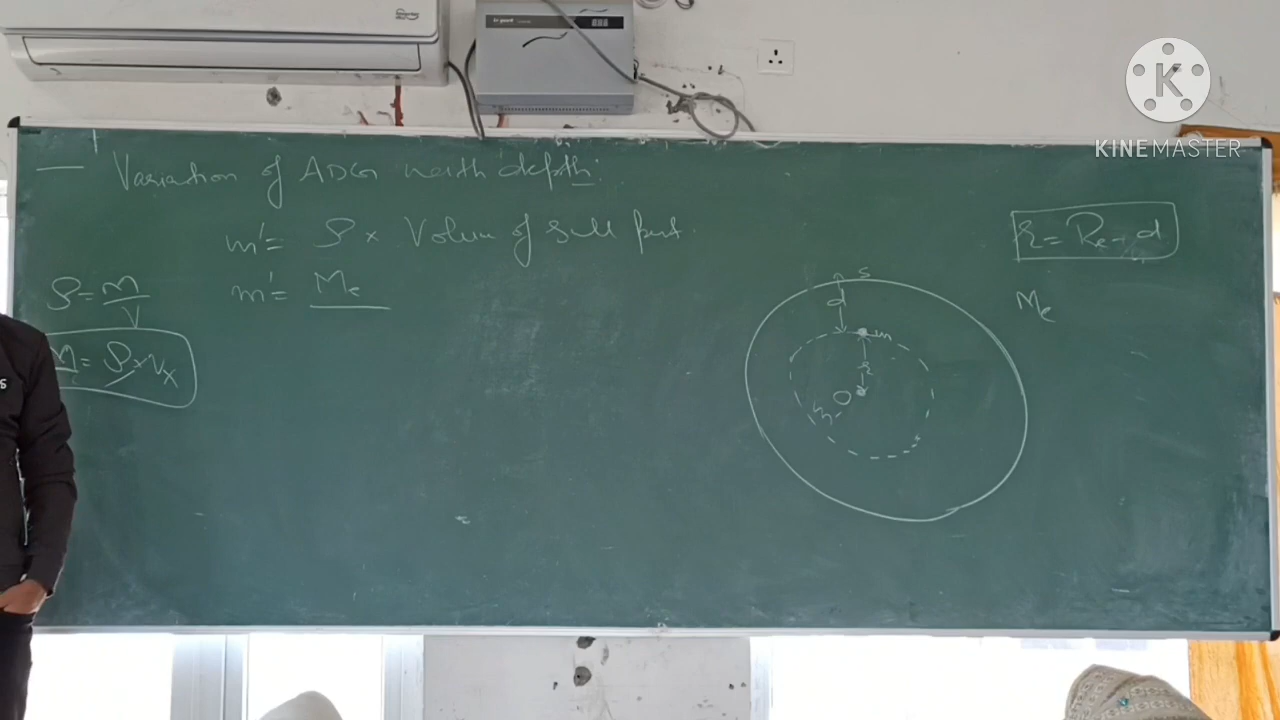 — Variation of ADG with depth:
m' = ρ × Volume of small part.
m' = Me
ρ = m/V
M = ρ × V
r = Re - d
Me
s
d
m
r
O
K
KINEMASTER